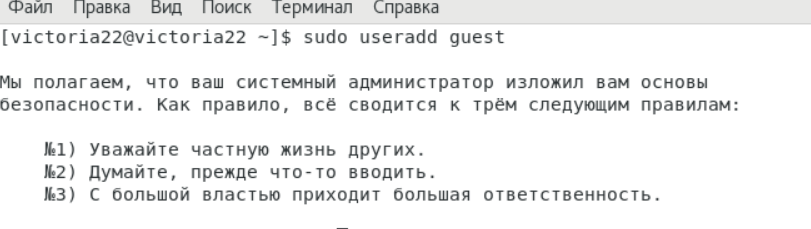 Файл Правка Вид Поиск Терминал Справка
[victoria22@victoria22 ~]$ sudo useradd guest
Мы полагаем, что ваш системный администратор изложил вам основы
безопасности. Как правило, всё сводится к трём следующим правилам:
№1) Уважайте частную жизнь других.
№2) Думайте, прежде что-то вводить.
№3) С большой властью приходит большая ответственность.